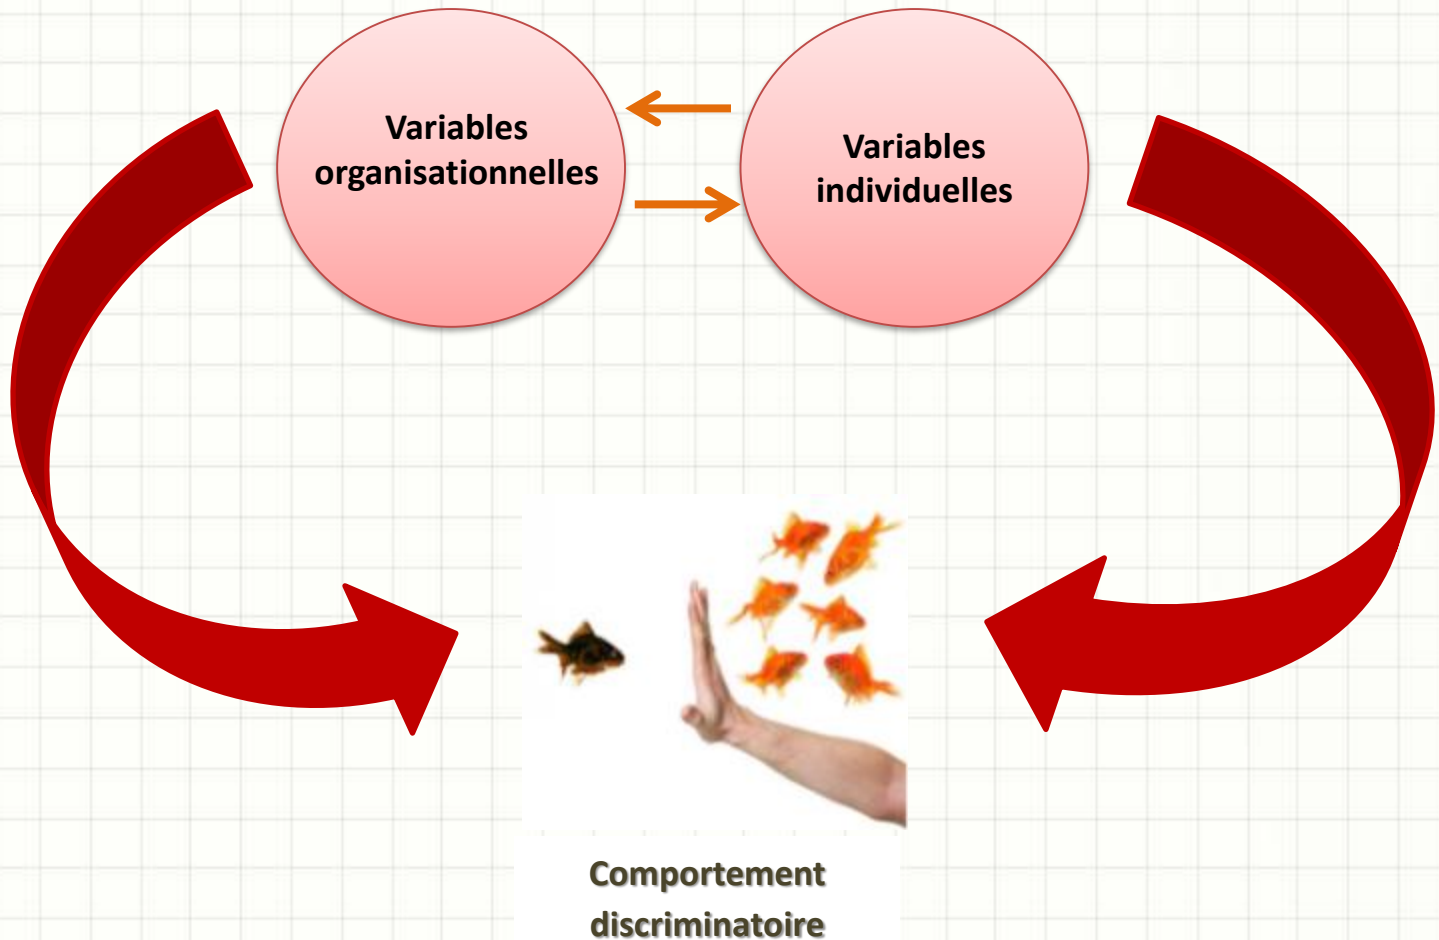 Variables
organisationnelles
Variables
individuelles
Comportement
discriminatoire